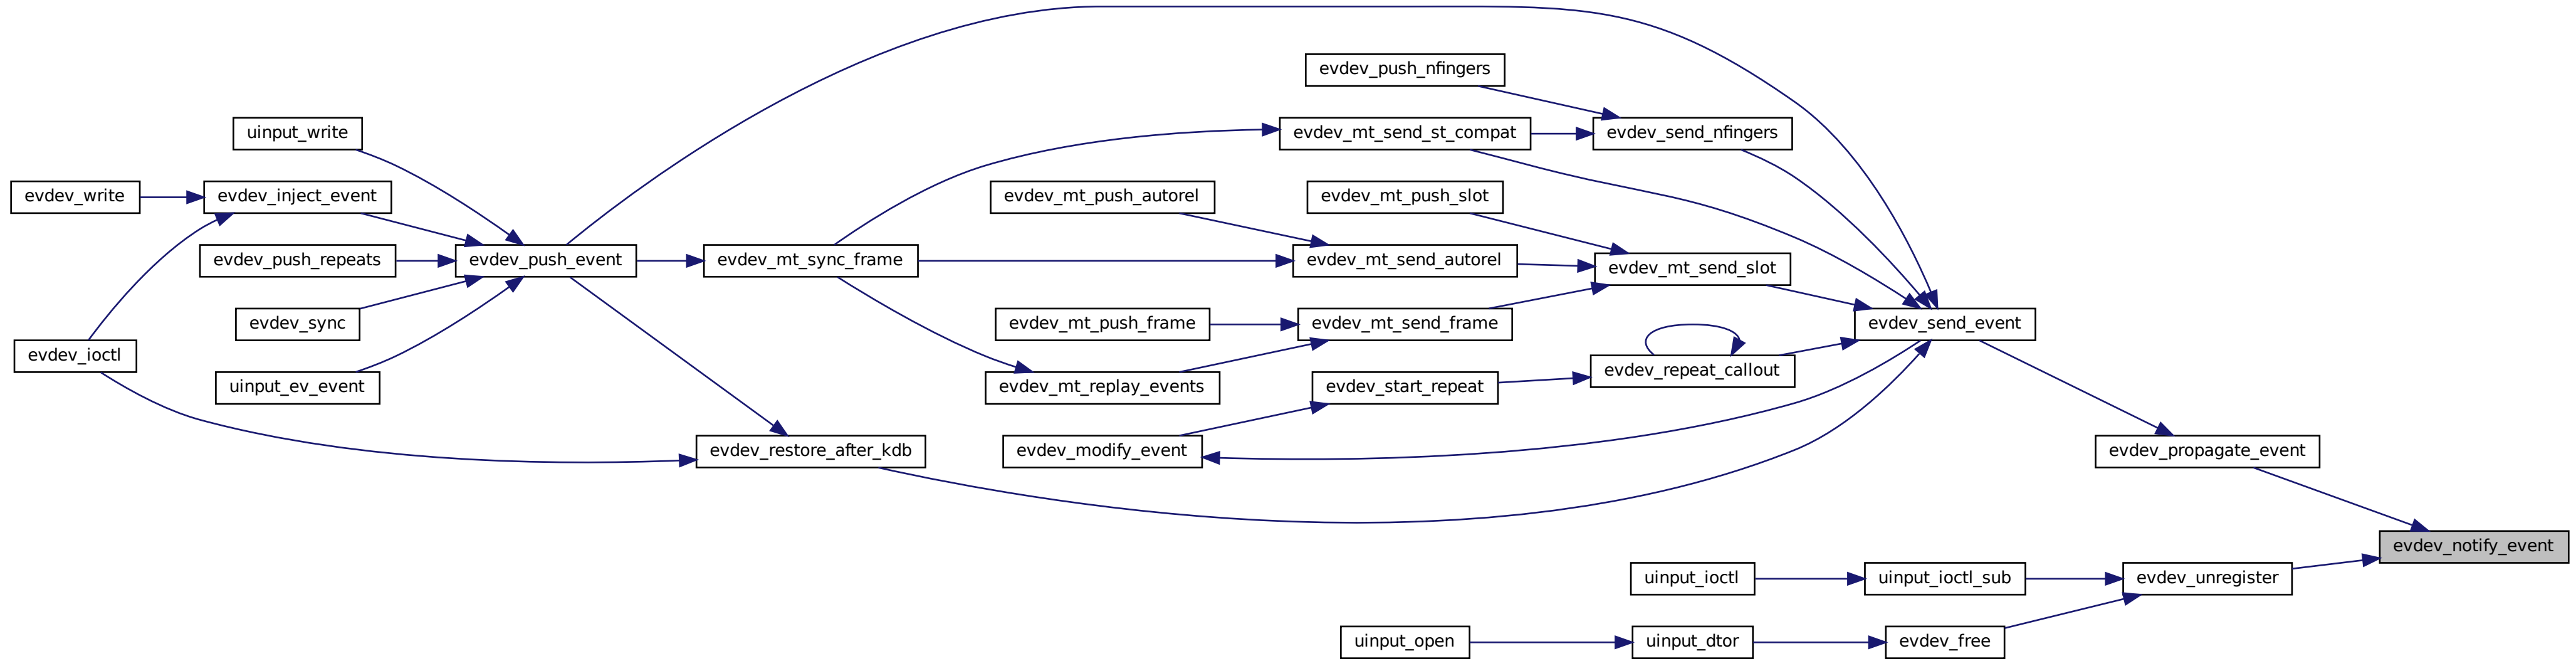 evdev_push_nfingers
uinput_write
evdev_mt_send_st_compat
evdev_send_nfingers
evdev_write
evdev_inject_event
evdev_mt_push_autorel
evdev_mt_push_slot
evdev_push_repeats
evdev_push_event
evdev_mt_sync_frame
evdev_mt_send_autorel
evdev_mt_send_slot
evdev_sync
evdev_mt_push_frame
evdev_mt_send_frame
evdev_send_event
evdev_ioctl
evdev_repeat_callout
uinput_ev_event
evdev_mt_replay_events
evdev_start_repeat
evdev_restore_after_kdb
evdev_modify_event
evdev_propagate_event
evdev_notify_event
uinput_ioctl
uinput_ioctl_sub
evdev_unregister
uinput_open
uinput_dtor
evdev_free